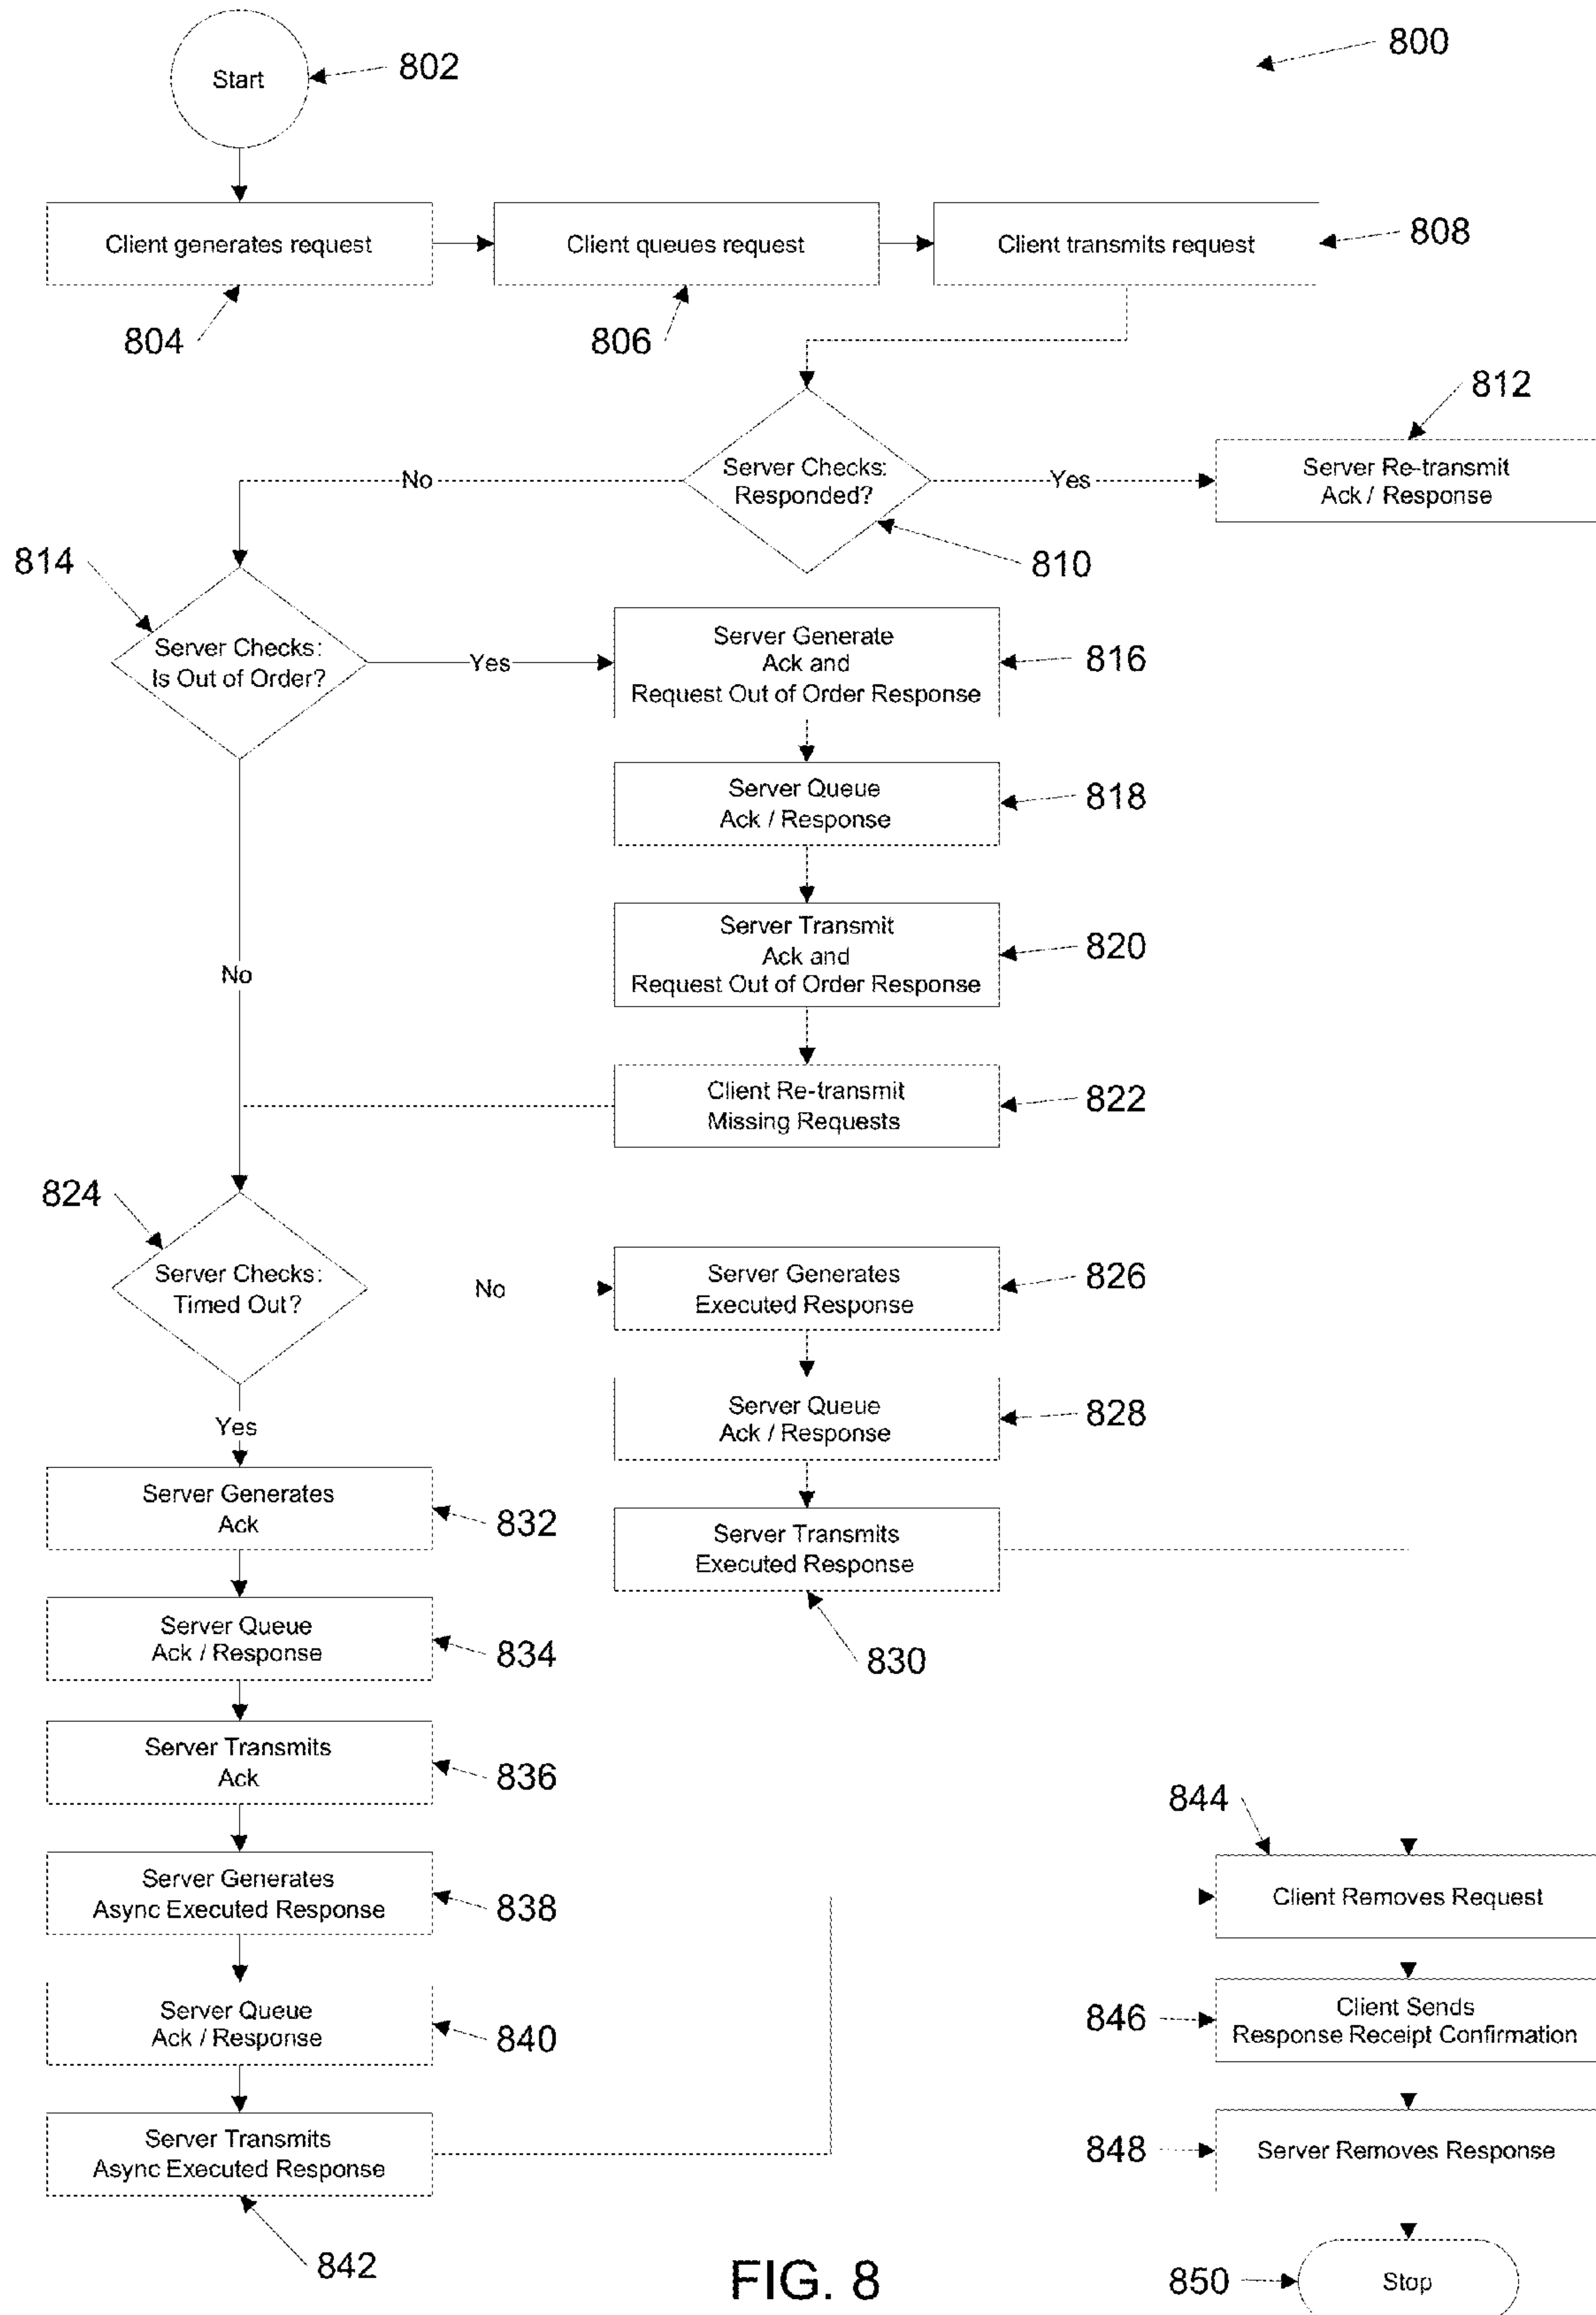 800
Start
802
Client generates request
Client queues request
Client transmits request
808
804
806
812
Server Checks:
Responded?
No
Yes
Server Re-transmit
Ack / Response
810
814
Server Checks:
Is Out of Order?
Yes
Server Generate
Ack and
Request Out of Order Response
816
Server Queue
Ack / Response
818
Server Transmit
Ack and
Request Out of Order Response
820
No
Client Re-transmit
Missing Requests
822
824
Server Checks:
Timed Out?
No
Server Generates
Executed Response
826
Server Queue
Ack / Response
828
Yes
Server Generates
Ack
832
Server Transmits
Executed Response
830
Server Queue
Ack / Response
834
Server Transmits
Ack
836
844
Server Generates
Async Executed Response
838
Client Removes Request
Server Queue
Ack / Response
840
846
Client Sends
Response Receipt Confirmation
Server Transmits
Async Executed Response
848
Server Removes Response
842
FIG. 8
850
Stop